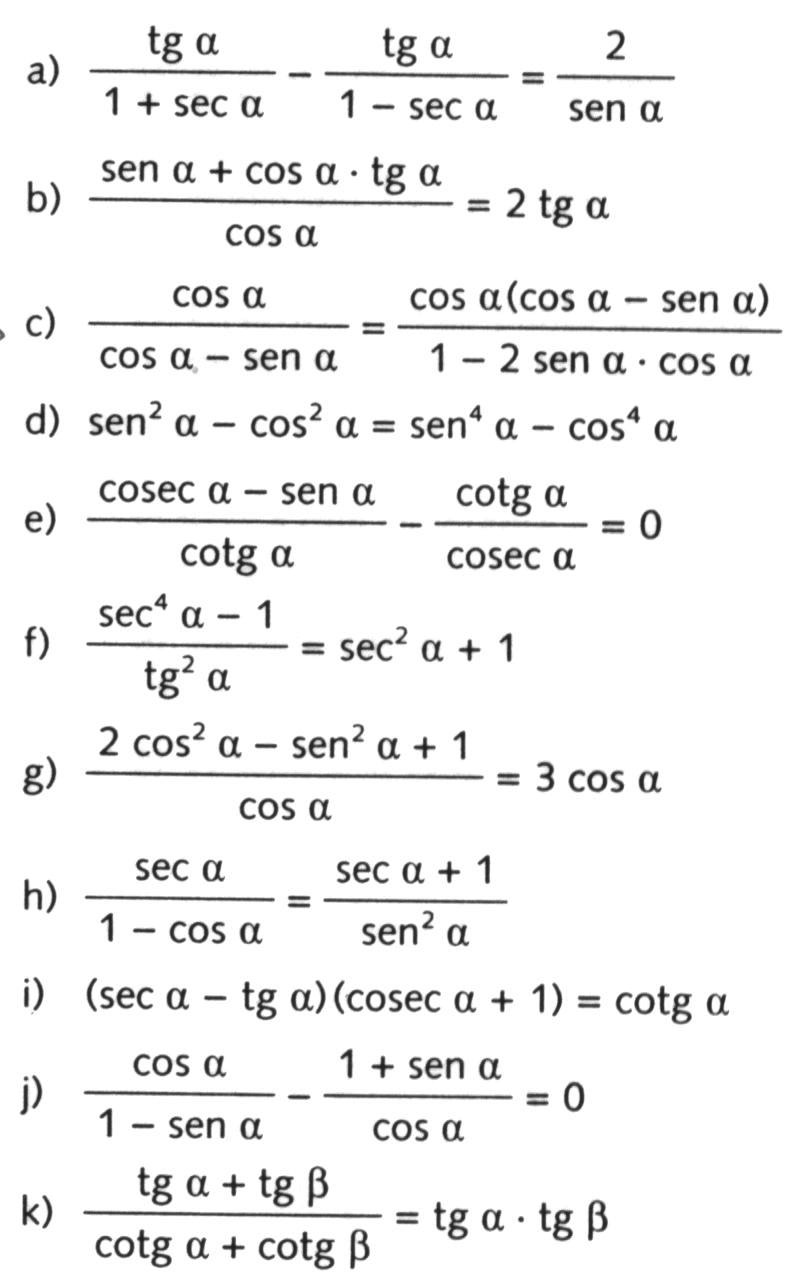 a) tg α / (1 + sec α) − tg α / (1 − sec α) = 2 / sen α
b) (sen α + cos α · tg α) / cos α = 2 tg α
c) cos α / (cos α − sen α) = cos α(cos α − sen α) / (1 − 2 sen α · cos α)
d) sen² α − cos² α = sen⁴ α − cos⁴ α
e) (cosec α − sen α) / cotg α − cotg α / cosec α = 0
f) (sec⁴ α − 1) / tg² α = sec² α + 1
g) (2 cos² α − sen² α + 1) / cos α = 3 cos α
h) sec α / (1 − cos α) = (sec α + 1) / sen² α
i) (sec α − tg α)(cosec α + 1) = cotg α
j) cos α / (1 − sen α) − (1 + sen α) / cos α = 0
k) (tg α + tg β) / (cotg α + cotg β) = tg α · tg β